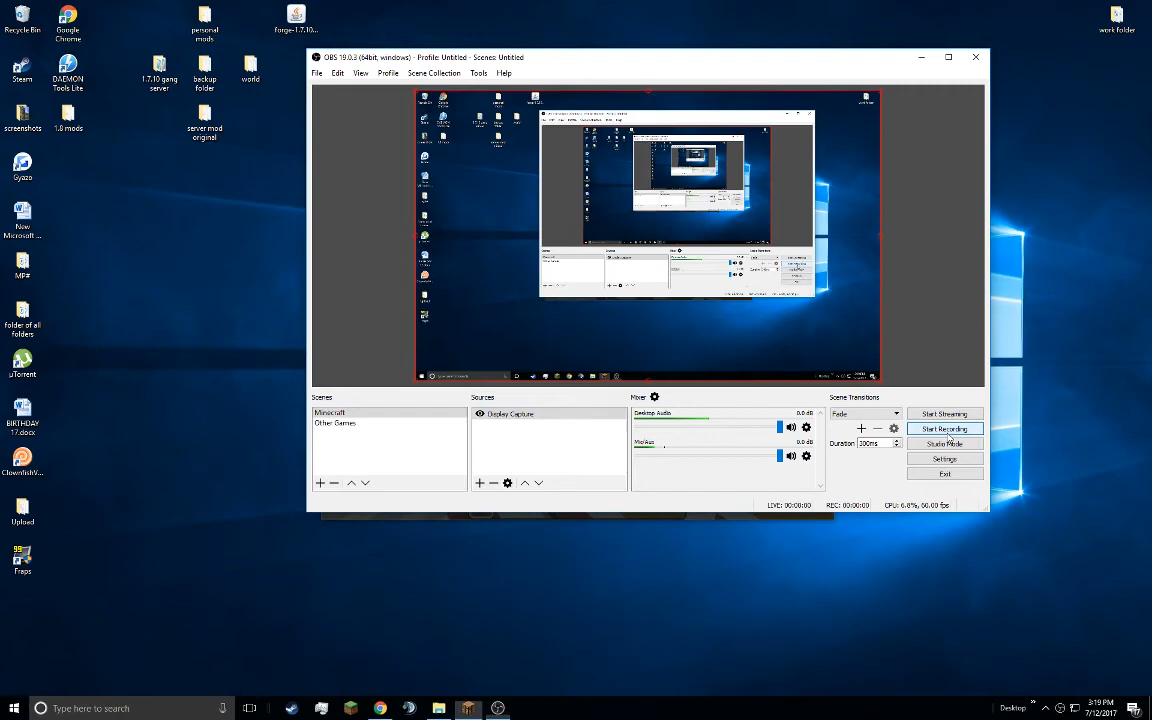 Recycle Bin
Google Chrome
personal mods
forge-1.7.10...
work folder
Steam
DAEMON Tools Lite
1.7.10 gang server
backup folder
world
screenshots
1.8 mods
server mod original
Gyazo
New Microsoft ...
MP#
folder of all folders
µTorrent
BIRTHDAY 17.docx
ClownfishV...
Upload
Fraps
OBS 19.0.3 (64bit, windows) - Profile: Untitled - Scenes: Untitled
File Edit View Profile Scene Collection Tools Help
Scenes
Minecraft
Other Games
Sources
Display Capture
Mixer
Desktop Audio 0.0 dB
Mic/Aux 0.0 dB
Scene Transitions
Fade
Duration 300ms
Start Streaming
Start Recording
Studio Mode
Settings
Exit
LIVE: 00:00:00 REC: 00:00:00 CPU: 6.8%, 60.00 fps
Type here to search
Desktop
3:19 PM
7/12/2017
17